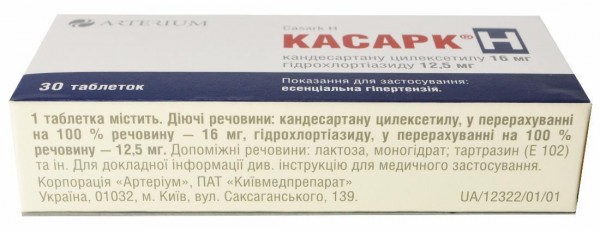 ARTERIUM
Casark H
КАСАРК® Н
кандесартану цилексетилу 16 мг
гідрохлортіазиду 12,5 мг
30 таблеток
Показання для застосування:
есенціальна гіпертензія.
1 таблетка містить. Діючі речовини: кандесартану цилексетилу, у перерахуванні
на 100 % речовину — 16 мг, гідрохлортіазиду, у перерахуванні на 100 %
речовину — 12,5 мг. Допоміжні речовини: лактоза, моногідрат; тартразин (Е 102)
та ін. Для докладної інформації див. інструкцію для медичного застосування.
Корпорація «Артеріум», ПАТ «Київмедпрепарат»
Україна, 01032, м. Київ, вул. Саксаганського, 139.
UA/12322/01/01